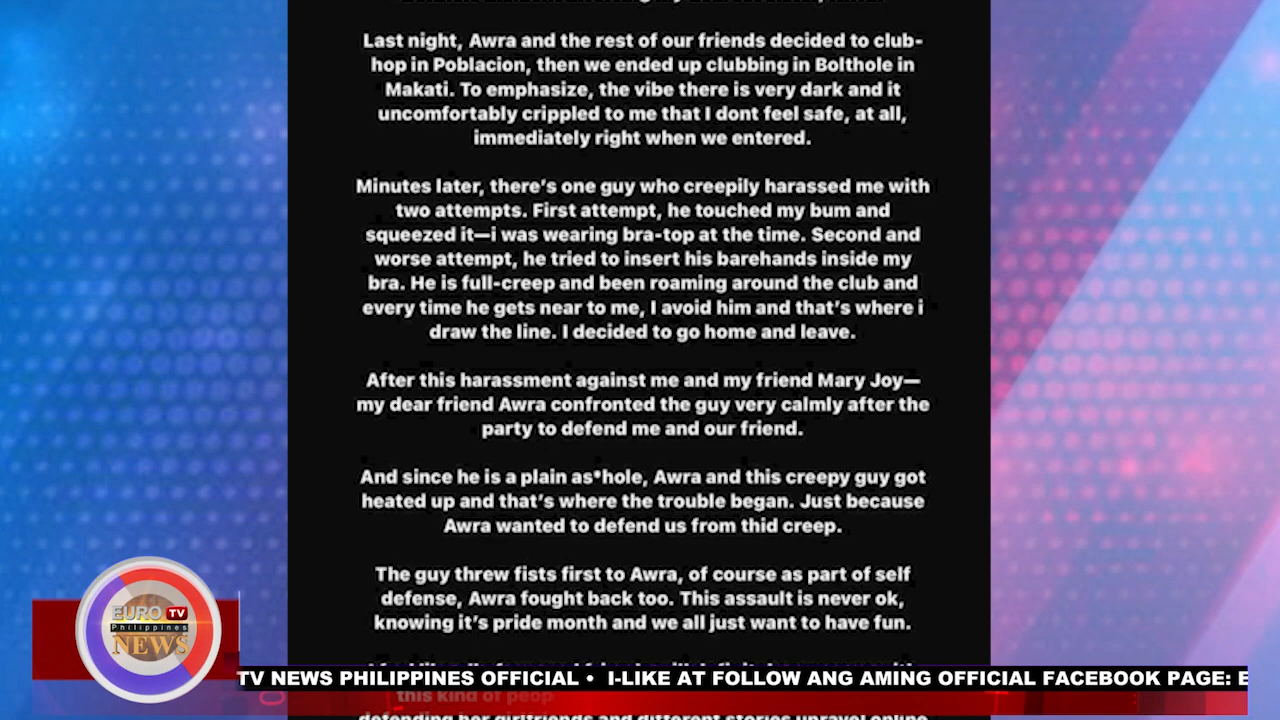 Last night, Awra and the rest of our friends decided to club-
hop in Poblacion, then we ended up clubbing in Bolthole in
Makati. To emphasize, the vibe there is very dark and it
uncomfortably crippled to me that I dont feel safe, at all,
immediately right when we entered.
Minutes later, there's one guy who creepily harassed me with
two attempts. First attempt, he touched my bum and
squeezed it—i was wearing bra-top at the time. Second and
worse attempt, he tried to insert his barehands inside my
bra. He is full-creep and been roaming around the club and
every time he gets near to me, I avoid him and that's where i
draw the line. I decided to go home and leave.
After this harassment against me and my friend Mary Joy—
my dear friend Awra confronted the guy very calmly after the
party to defend me and our friend.
And since he is a plain as*hole, Awra and this creepy guy got
heated up and that's where the trouble began. Just because
Awra wanted to defend us from thid creep.
The guy threw fists first to Awra, of course as part of self
defense, Awra fought back too. This assault is never ok,
knowing it's pride month and we all just want to have fun.
this kind of peop
defending her girlfriends and different stories unravel online
EURO TV
Philippines
NEWS
TV NEWS PHILIPPINES OFFICIAL • I-LIKE AT FOLLOW ANG AMING OFFICIAL FACEBOOK PAGE: E